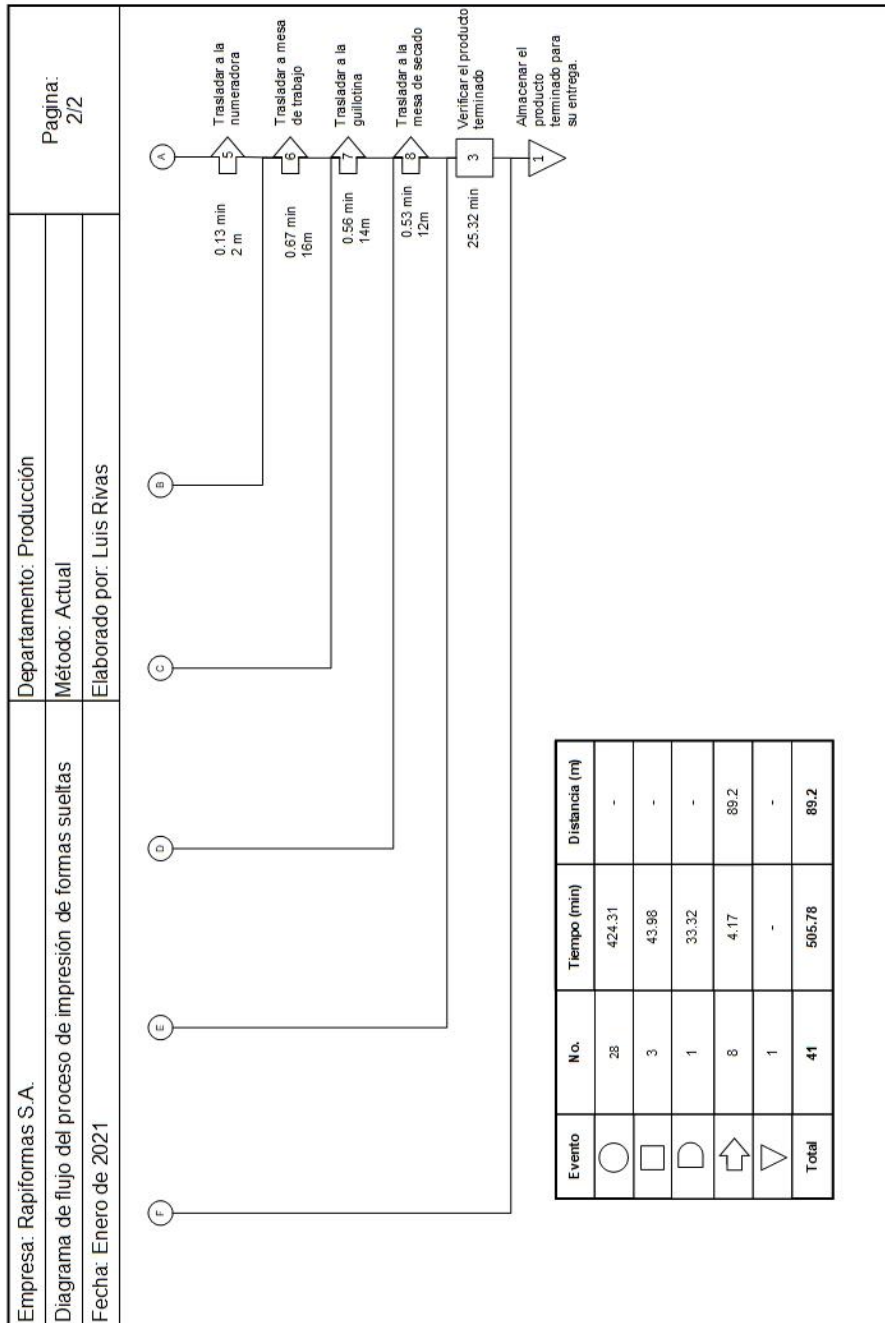 Empresa: Rapiformas S.A.
Departamento: Producción
Pagina:
2/2
Diagrama de flujo del proceso de impresión de formas sueltas
Método: Actual
Fecha: Enero de 2021
Elaborado por: Luis Rivas
F
E
D
C
B
A
0.13 min
2 m
5
Trasladar a la
numeradora
0.67 min
16m
6
Trasladar a mesa
de trabajo
0.56 min
14m
7
Trasladar a la
guillotina
0.53 min
12m
8
Trasladar a la
mesa de secado
25.32 min
3
Verificar el producto
terminado
1
Almacenar el
producto
terminado para
su entrega.
Evento No. Tiempo (min) Distancia (m)
28 424.31 -
3 43.98 -
1 33.32 -
8 4.17 89.2
1 - -
Total 41 505.78 89.2